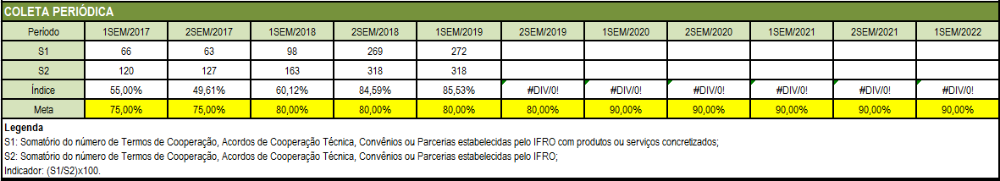 COLETA PERIÓDICA
Período 1SEM/2017 2SEM/2017 1SEM/2018 2SEM/2018 1SEM/2019 2SEM/2019 1SEM/2020 2SEM/2020 1SEM/2021 2SEM/2021 1SEM/2022
S1 66 63 98 269 272
S2 120 127 163 318 318
Índice 55,00% 49,61% 60,12% 84,59% 85,53% #DIV/0! #DIV/0! #DIV/0! #DIV/0! #DIV/0! #DIV/0!
Meta 75,00% 75,00% 80,00% 80,00% 80,00% 80,00% 90,00% 90,00% 90,00% 90,00% 90,00%
Legenda
S1: Somatório do número de Termos de Cooperação, Acordos de Cooperação Técnica, Convênios ou Parcerias estabelecidas pelo IFRO com produtos ou serviços concretizados;
S2: Somatório do número de Termos de Cooperação, Acordos de Cooperação Técnica, Convênios ou Parcerias estabelecidas pelo IFRO;
Indicador: (S1/S2)x100.